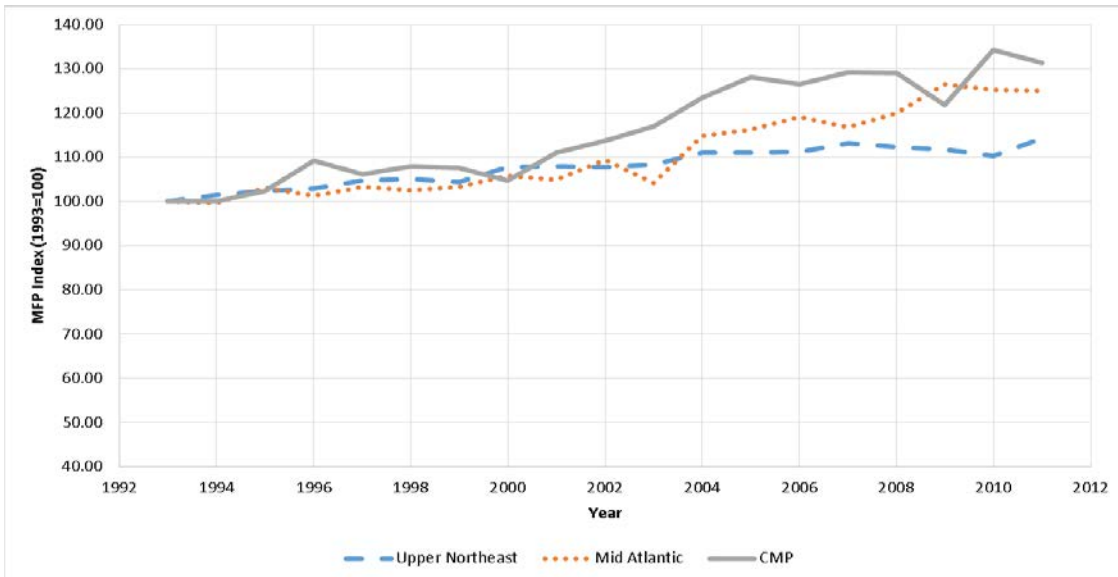 140.00
130.00
120.00
110.00
100.00
90.00
80.00
70.00
60.00
50.00
40.00
MFP Index (1993=100)
1992 1994 1996 1998 2000 2002 2004 2006 2008 2010 2012
Year
Upper Northeast Mid Atlantic CMP